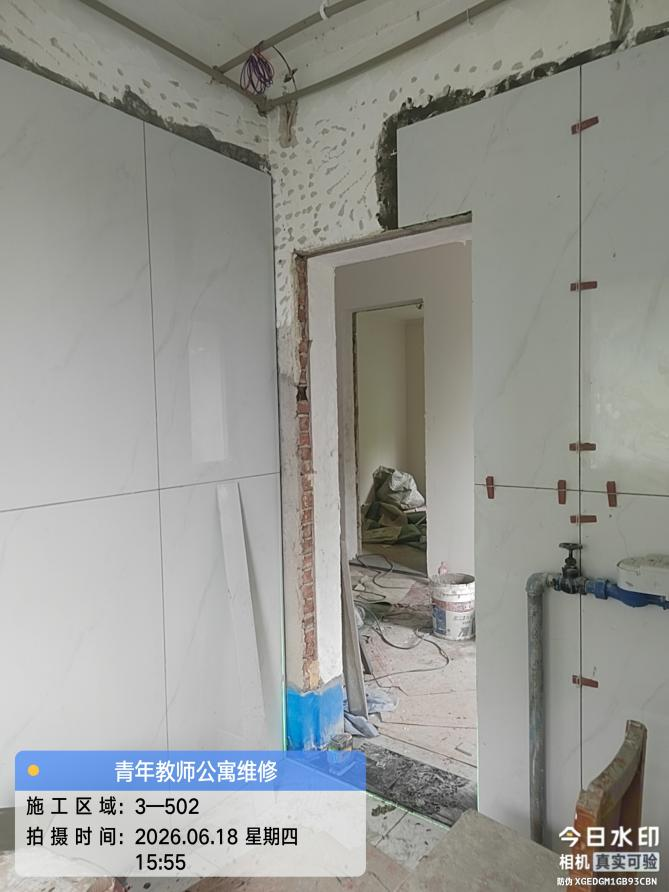 青年教师公寓维修
施工区域: 3—502
拍摄时间: 2026.06.18 星期四
15:55
今日水印
相机 真实可验
防伪 XGEDGM1GB93CBN